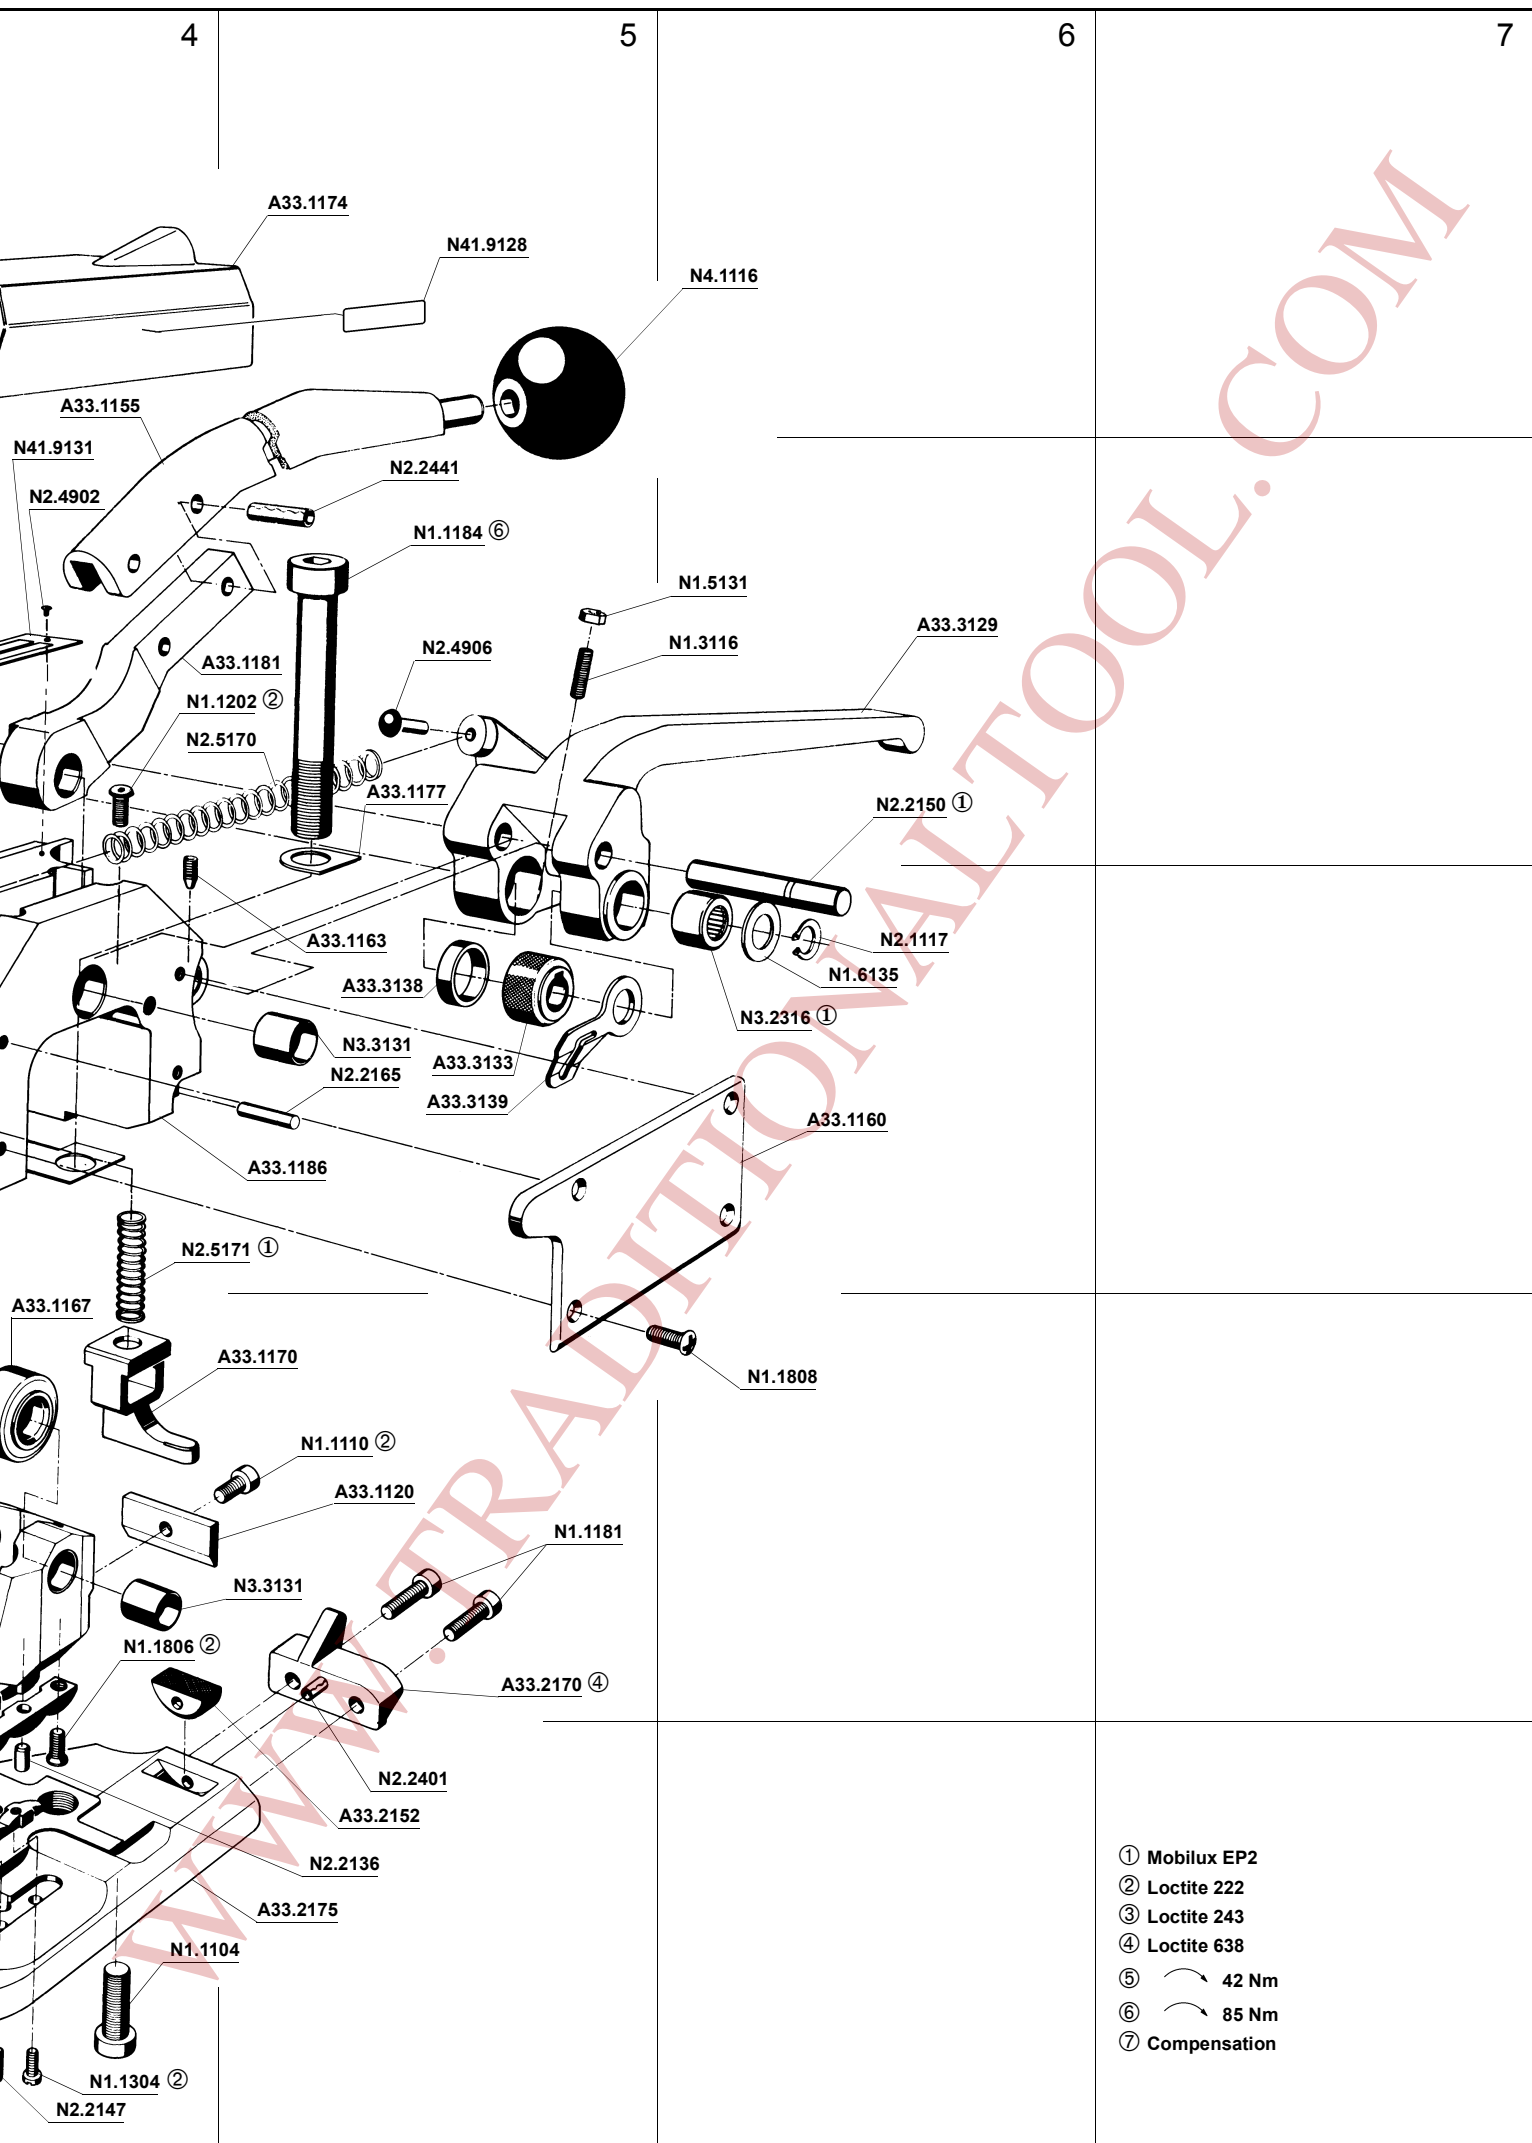 4 5 6 7
A33.1174
N41.9128
N4.1116
A33.1155
N41.9131
N2.2441
N2.4902
N1.1184 ⑥
N1.5131
A33.3129
N1.3116
N2.4906
A33.1181
N1.1202 ②
N2.5170
A33.1177
N2.2150 ①
A33.1163
N2.1117
N1.6135
A33.3138
N3.2316 ①
N3.3131
A33.3133
N2.2165
A33.3139
A33.1160
A33.1186
N2.5171 ①
A33.1167
A33.1170
N1.1808
N1.1110 ②
A33.1120
N1.1181
N3.3131
N1.1806 ②
A33.2170 ④
N2.2401
A33.2152
N2.2136
A33.2175
N1.1104
N1.1304 ②
N2.2147
① Mobilux EP2
② Loctite 222
③ Loctite 243
④ Loctite 638
⑤ 42 Nm
⑥ 85 Nm
⑦ Compensation
WWW.TRADITIONALTOOL.COM